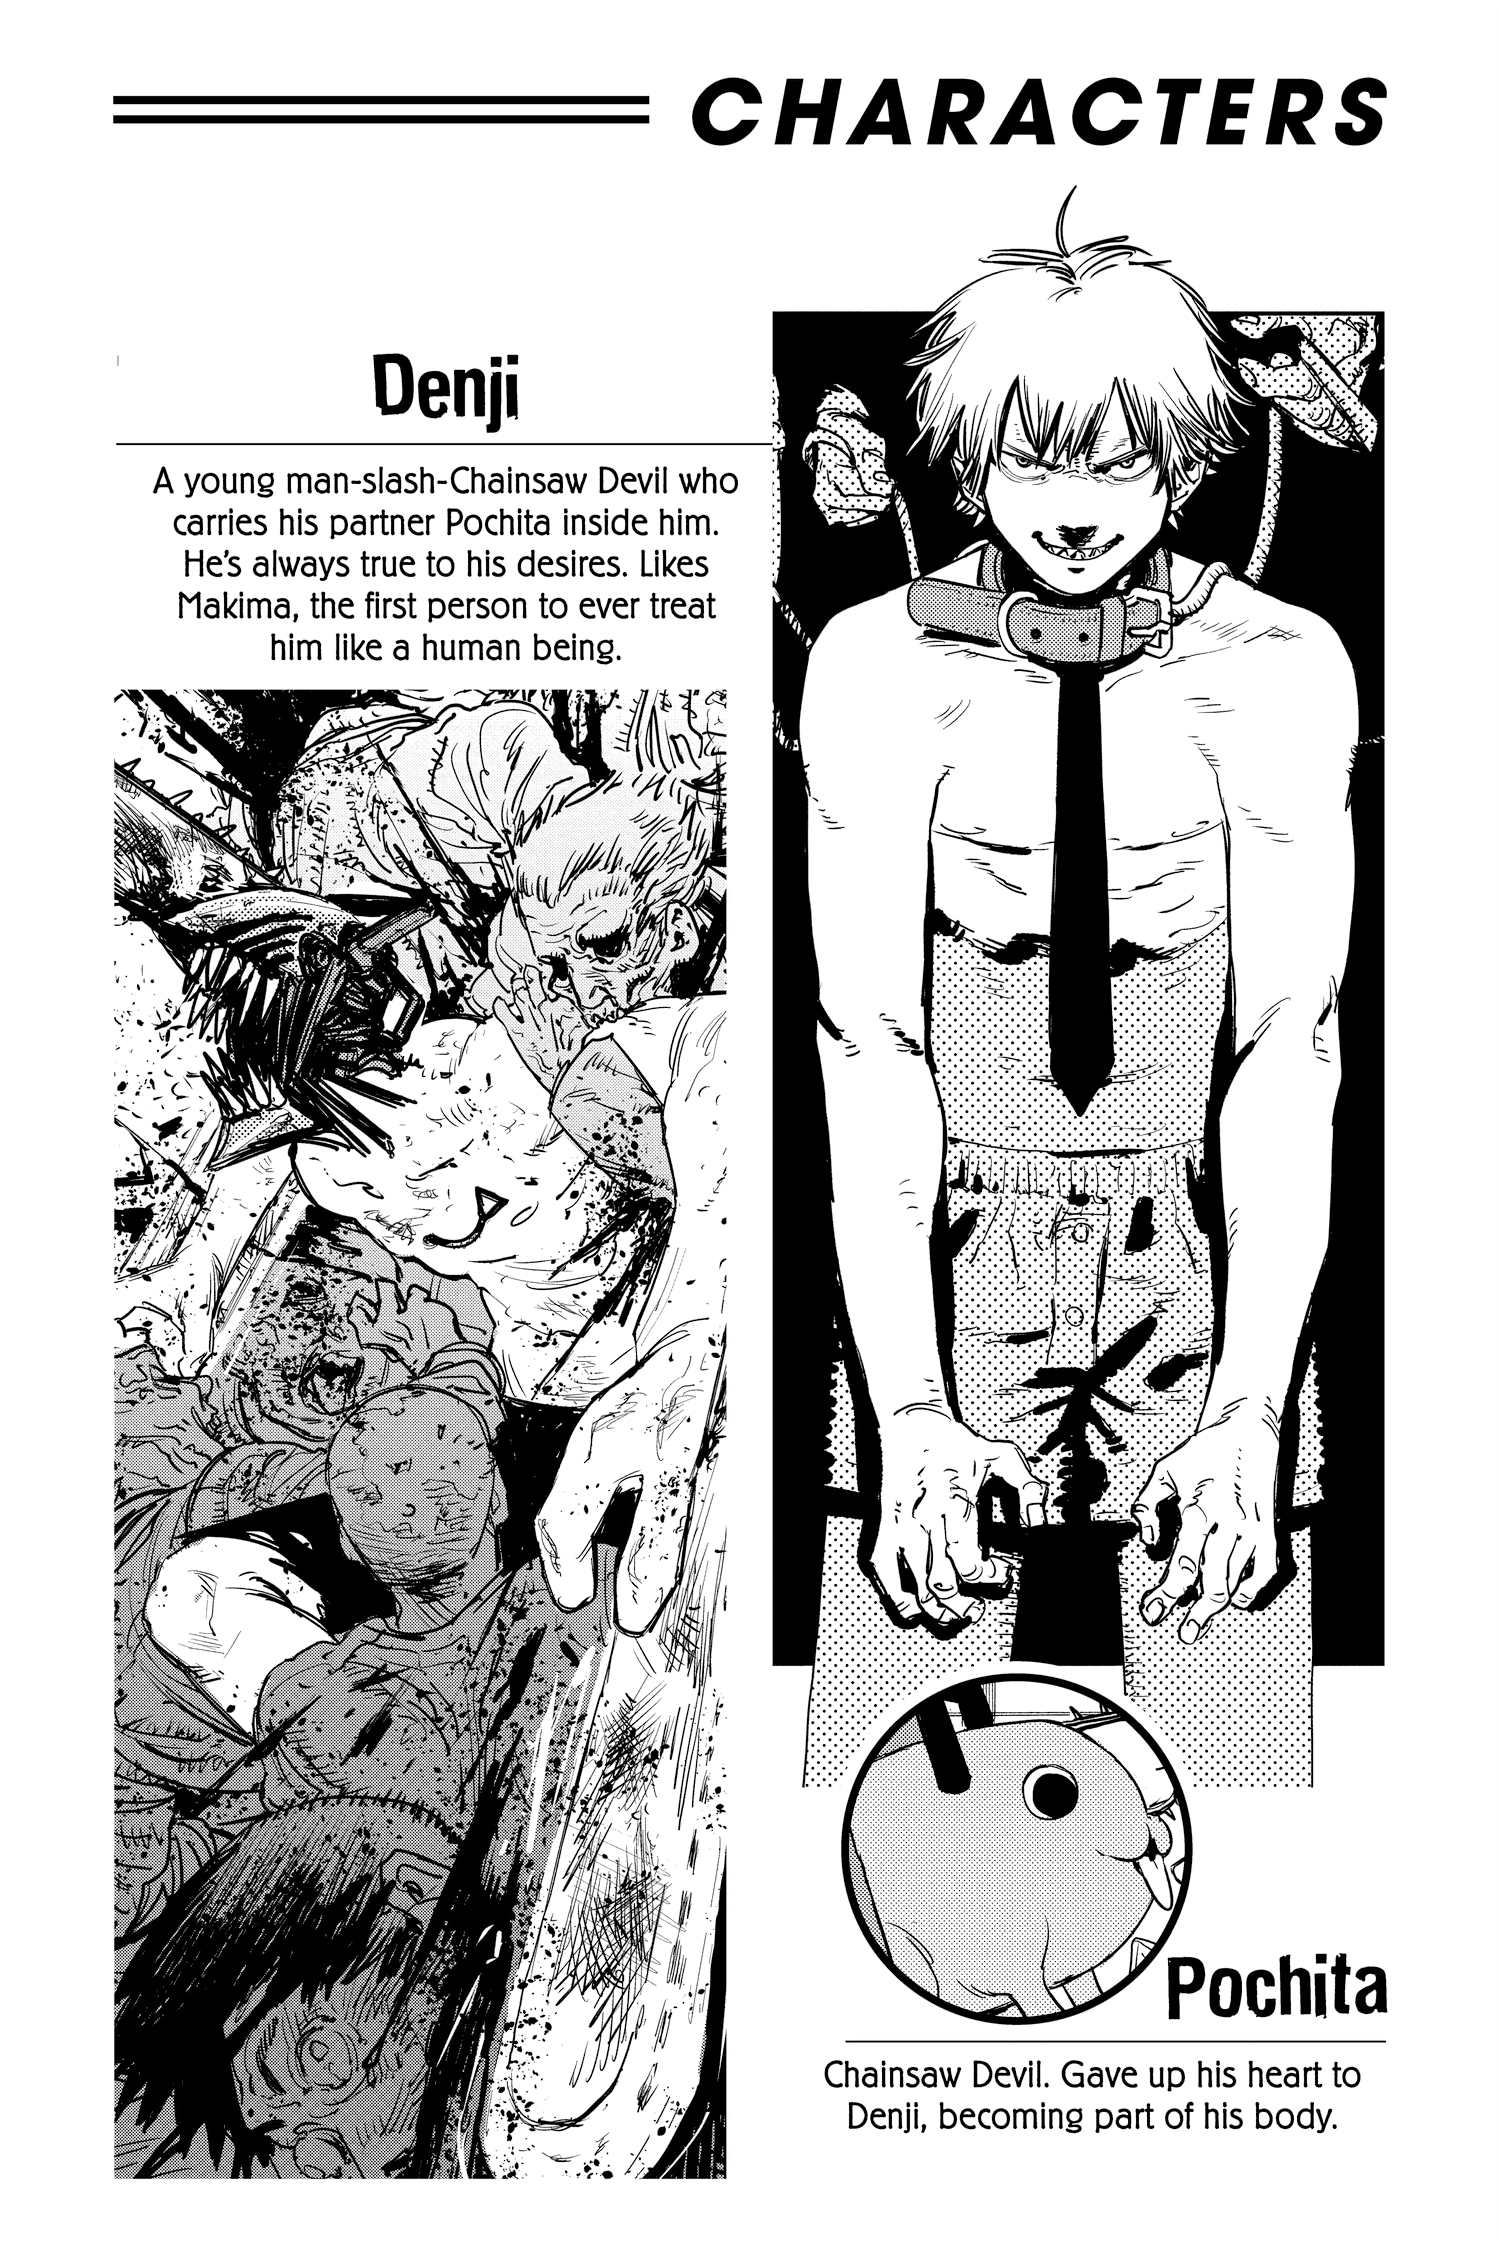 CHARACTERS
Denji
A young man-slash-Chainsaw Devil who
carries his partner Pochita inside him.
He's always true to his desires. Likes
Makima, the first person to ever treat
him like a human being.
Pochita
Chainsaw Devil. Gave up his heart to
Denji, becoming part of his body.